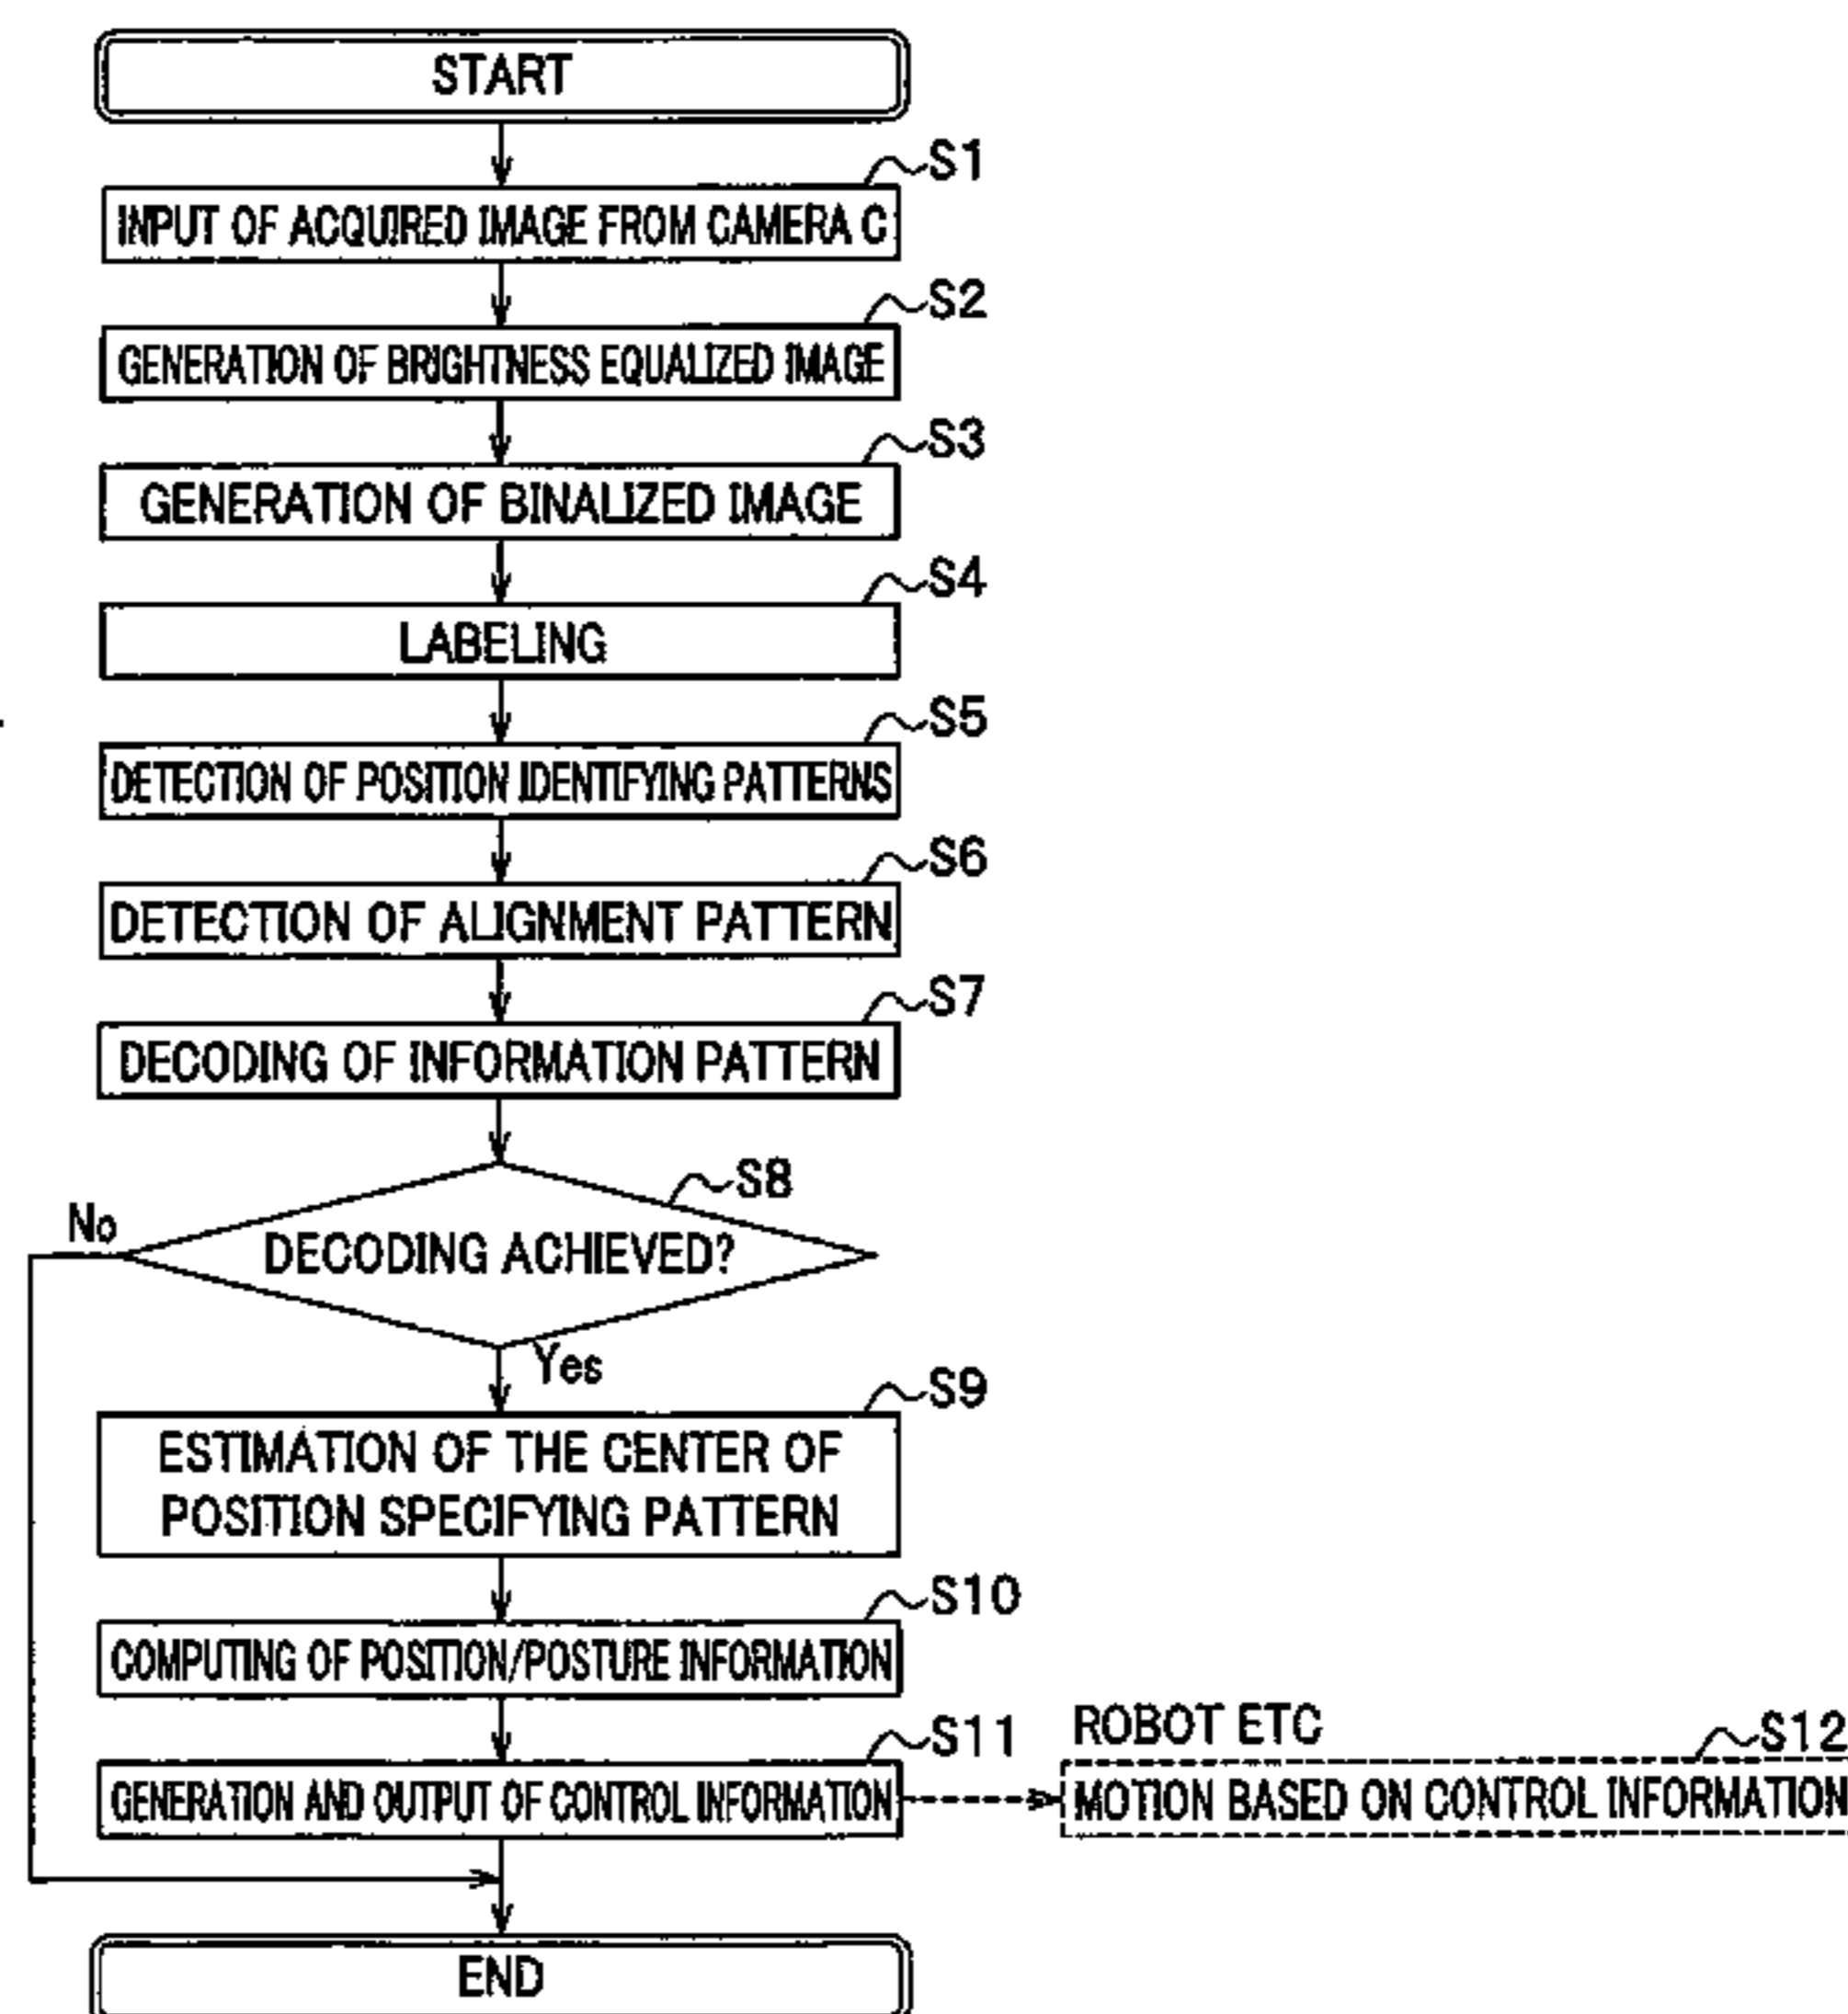 START
S1
INPUT OF ACQUIRED IMAGE FROM CAMERA C
S2
GENERATION OF BRIGHTNESS EQUALIZED IMAGE
S3
GENERATION OF BINALIZED IMAGE
S4
LABELING
S5
DETECTION OF POSITION IDENTIFYING PATTERNS
S6
DETECTION OF ALIGNMENT PATTERN
S7
DECODING OF INFORMATION PATTERN
S8
No
DECODING ACHIEVED?
Yes
S9
ESTIMATION OF THE CENTER OF
POSITION SPECIFYING PATTERN
S10
COMPUTING OF POSITION/POSTURE INFORMATION
S11
GENERATION AND OUTPUT OF CONTROL INFORMATION
ROBOT ETC
S12
MOTION BASED ON CONTROL INFORMATION
END